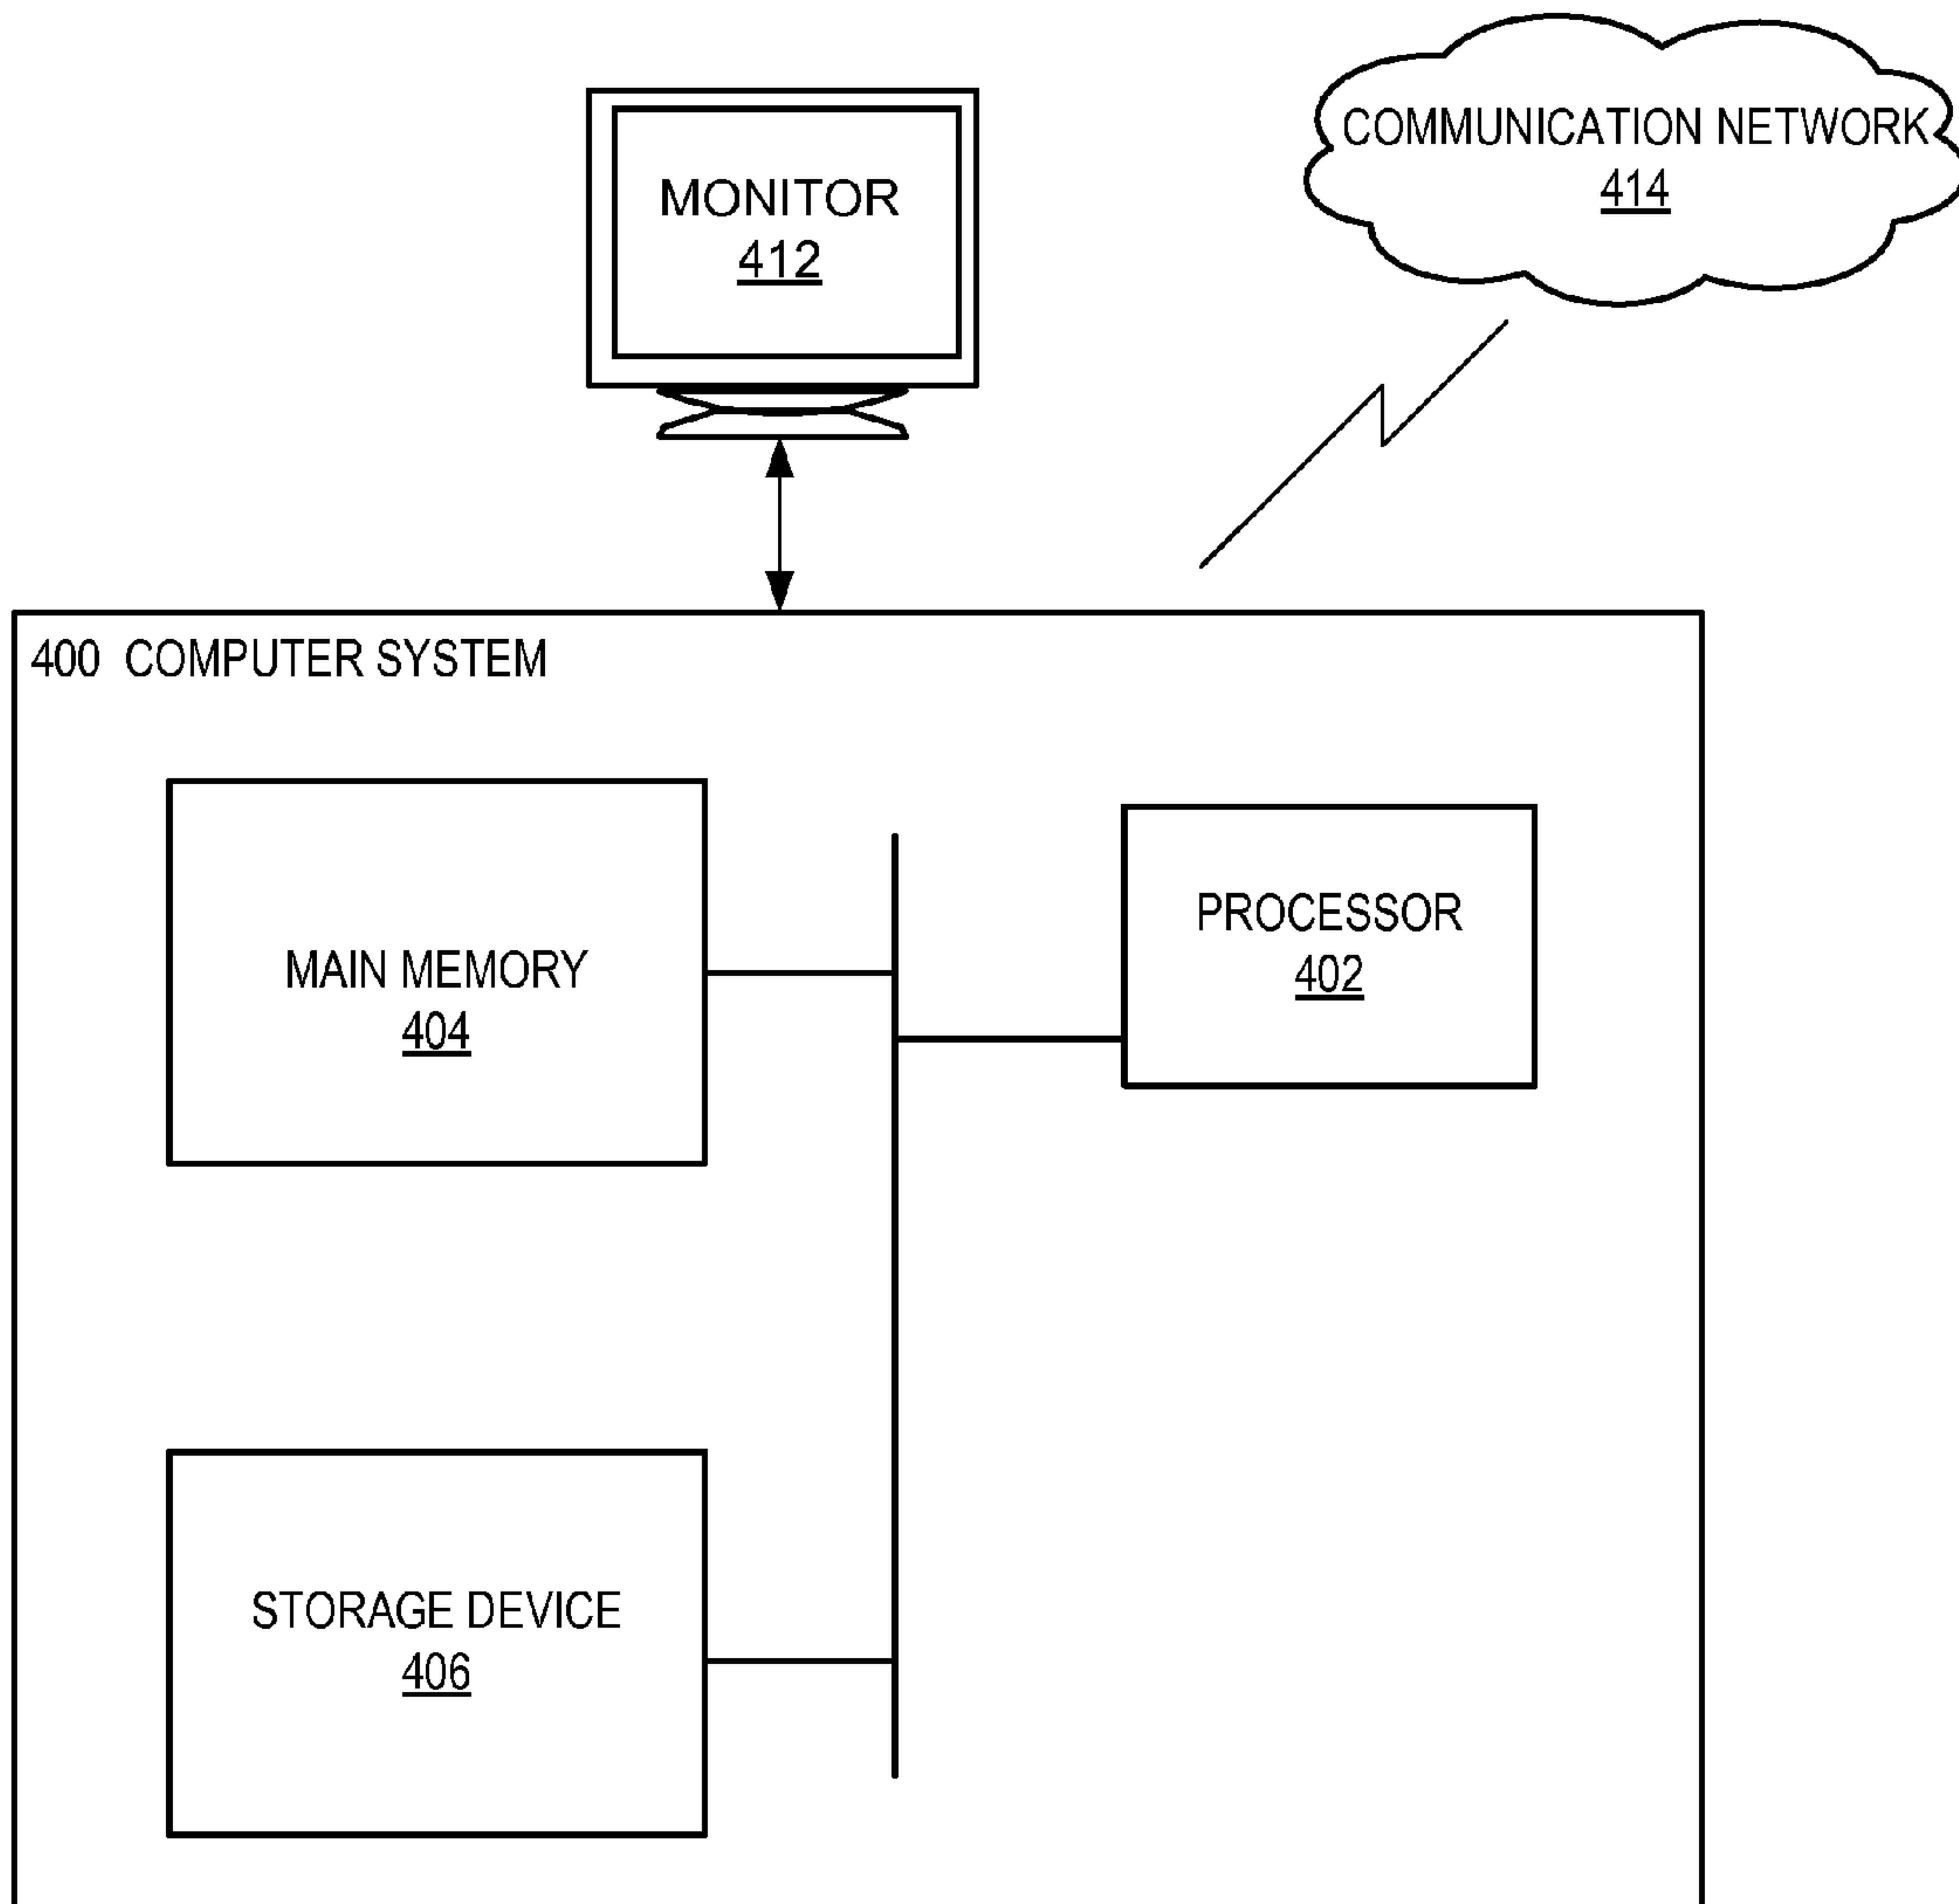 COMMUNICATION NETWORK
414
MONITOR
412
400 COMPUTER SYSTEM
PROCESSOR
402
MAIN MEMORY
404
STORAGE DEVICE
406